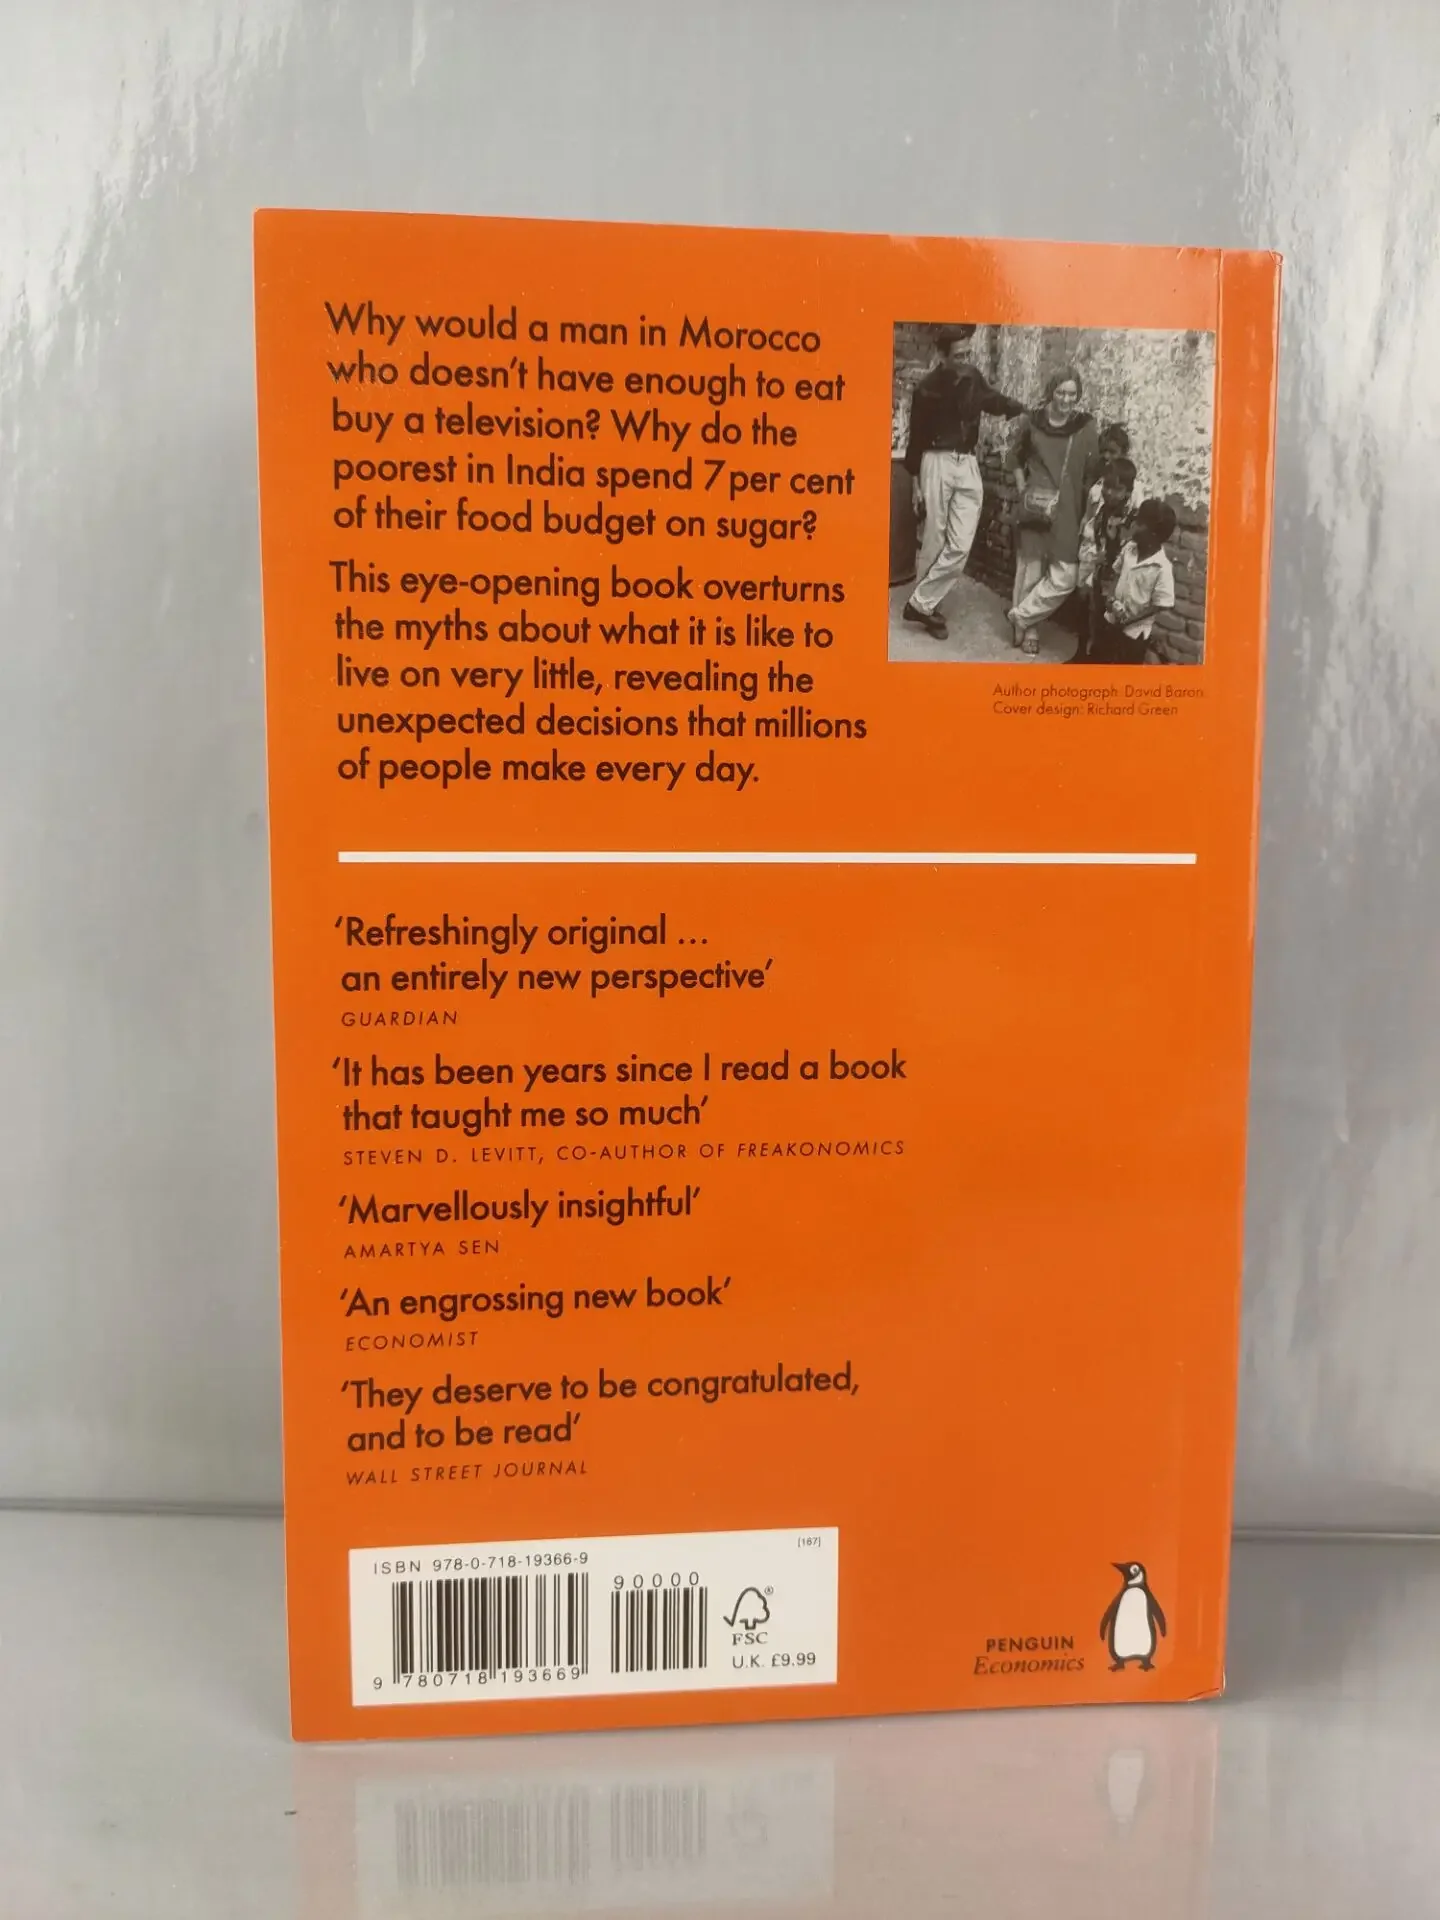 Why would a man in Morocco
who doesn't have enough to eat
buy a television? Why do the
poorest in India spend 7 per cent
of their food budget on sugar?
This eye-opening book overturns
the myths about what it is like to
live on very little, revealing the
unexpected decisions that millions
of people make every day.
Author photograph: David Baron
Cover design: Richard Green
‘Refreshingly original ...
an entirely new perspective’
GUARDIAN
‘It has been years since I read a book
that taught me so much’
STEVEN D. LEVITT, CO-AUTHOR OF FREAKONOMICS
‘Marvellously insightful’
AMARTYA SEN
‘An engrossing new book’
ECONOMIST
‘They deserve to be congratulated,
and to be read’
WALL STREET JOURNAL
[187]
ISBN 978-0-718-19366-9
90000
9 780718 193669
FSC
U.K. £9.99
PENGUIN
Economics